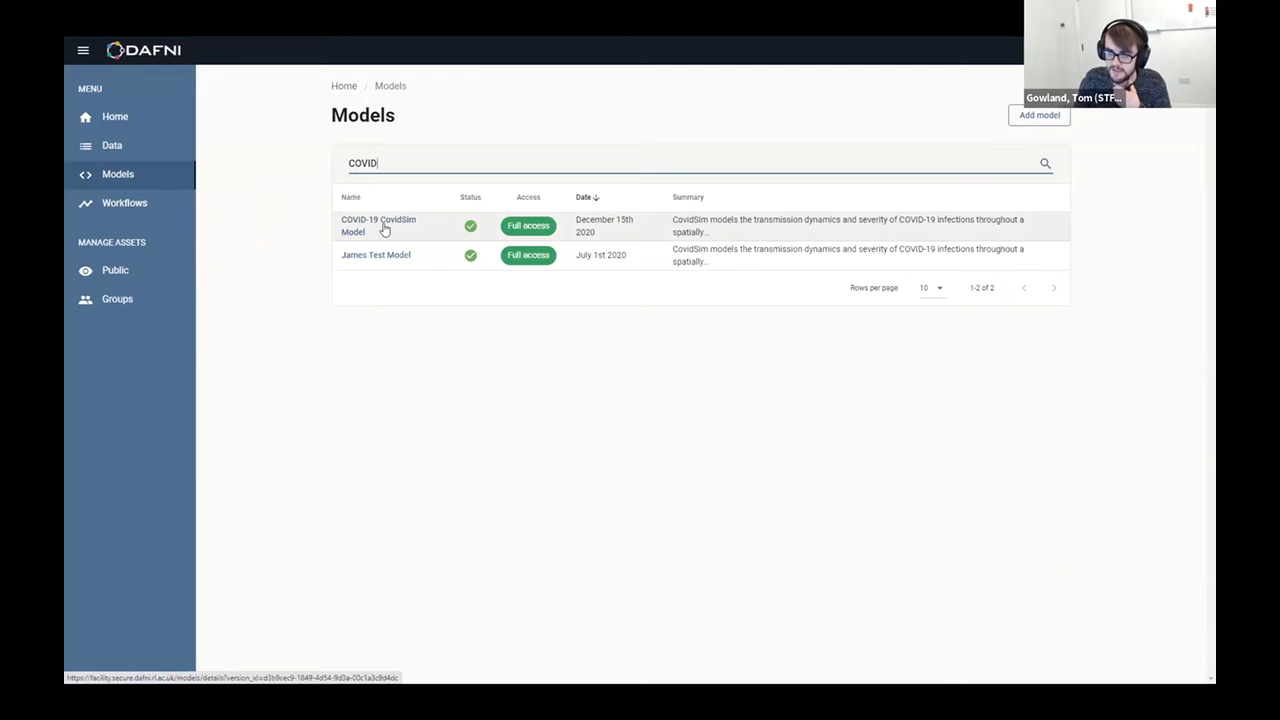 DAFNI
Gowland, Tom (STF...
MENU
Home
Data
Models
Workflows
MANAGE ASSETS
Public
Groups
Home / Models
Models
Add model
COVID
Name Status Access Date Summary
COVID-19 CovidSim Full access December 15th CovidSim models the transmission dynamics and severity of COVID-19 infections throughout a
Model 2020 spatially...
James Test Model Full access July 1st 2020 CovidSim models the transmission dynamics and severity of COVID-19 infections throughout a
spatially...
Rows per page 10 1-2 of 2
https://facility.secure.dafni.rl.ac.uk/models/details?version_id=d3b9cec9-1849-4d54-9d3a-00c1a3c9d4dc